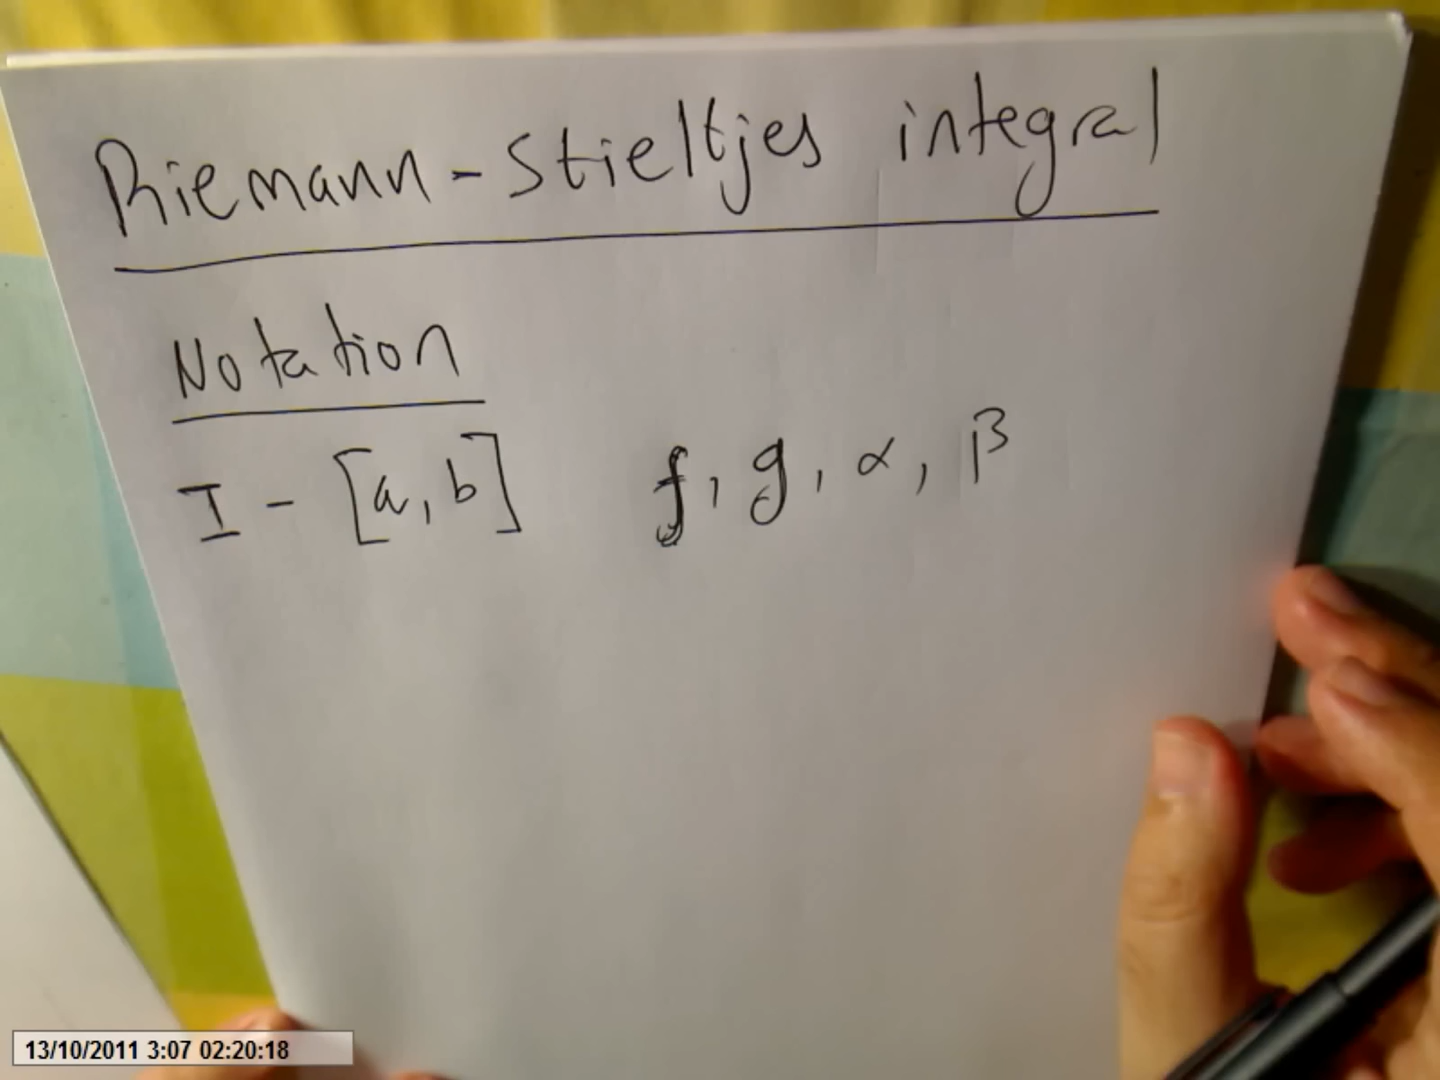 Riemann-Stieltjes integral
Notation
I - [a, b] f, g, α, β
13/10/2011 3:07 02:20:18